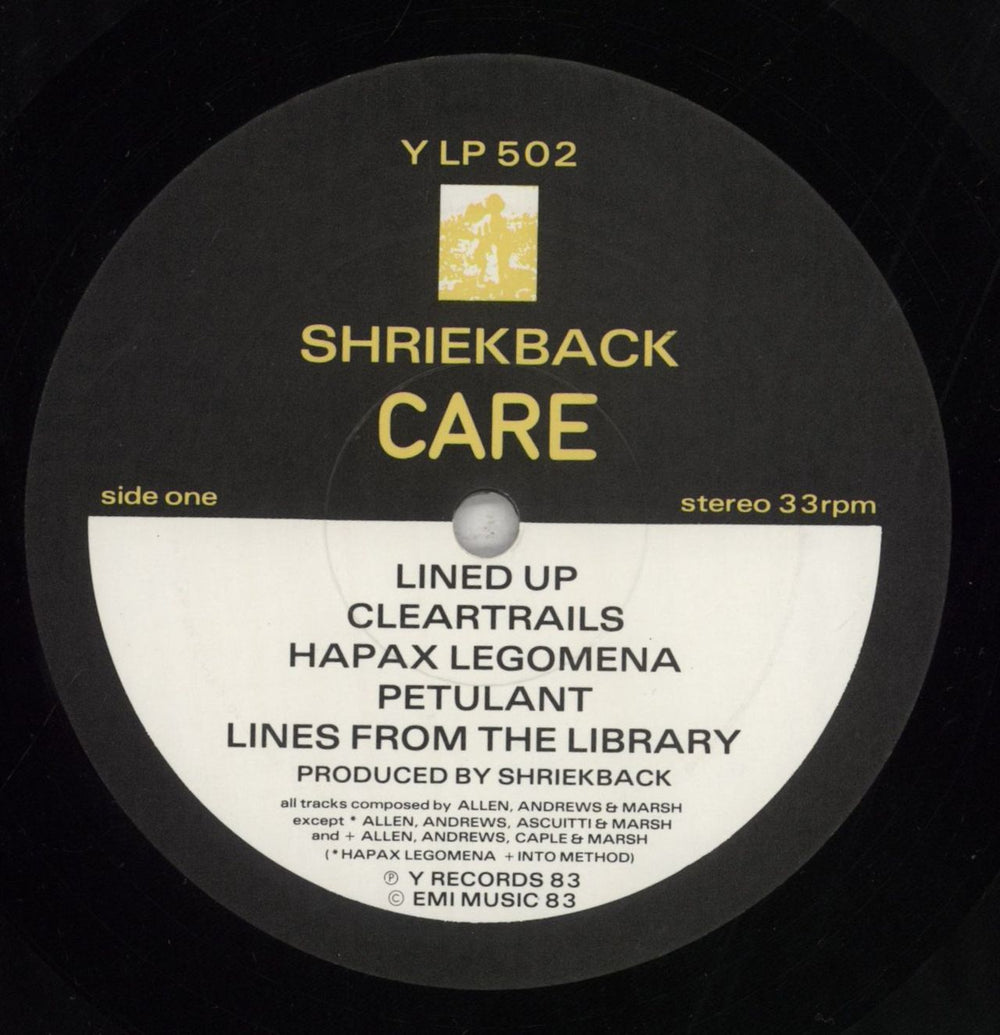 Y LP 502
SHRIEKBACK
CARE
side one
stereo 33rpm
LINED UP
CLEARTRAILS
HAPAX LEGOMENA
PETULANT
LINES FROM THE LIBRARY
PRODUCED BY SHRIEKBACK
all tracks composed by ALLEN, ANDREWS & MARSH
except * ALLEN, ANDREWS, ASCUITTI & MARSH
and + ALLEN, ANDREWS, CAPLE & MARSH
(*HAPAX LEGOMENA +INTO METHOD)
℗ Y RECORDS 83
© EMI MUSIC 83